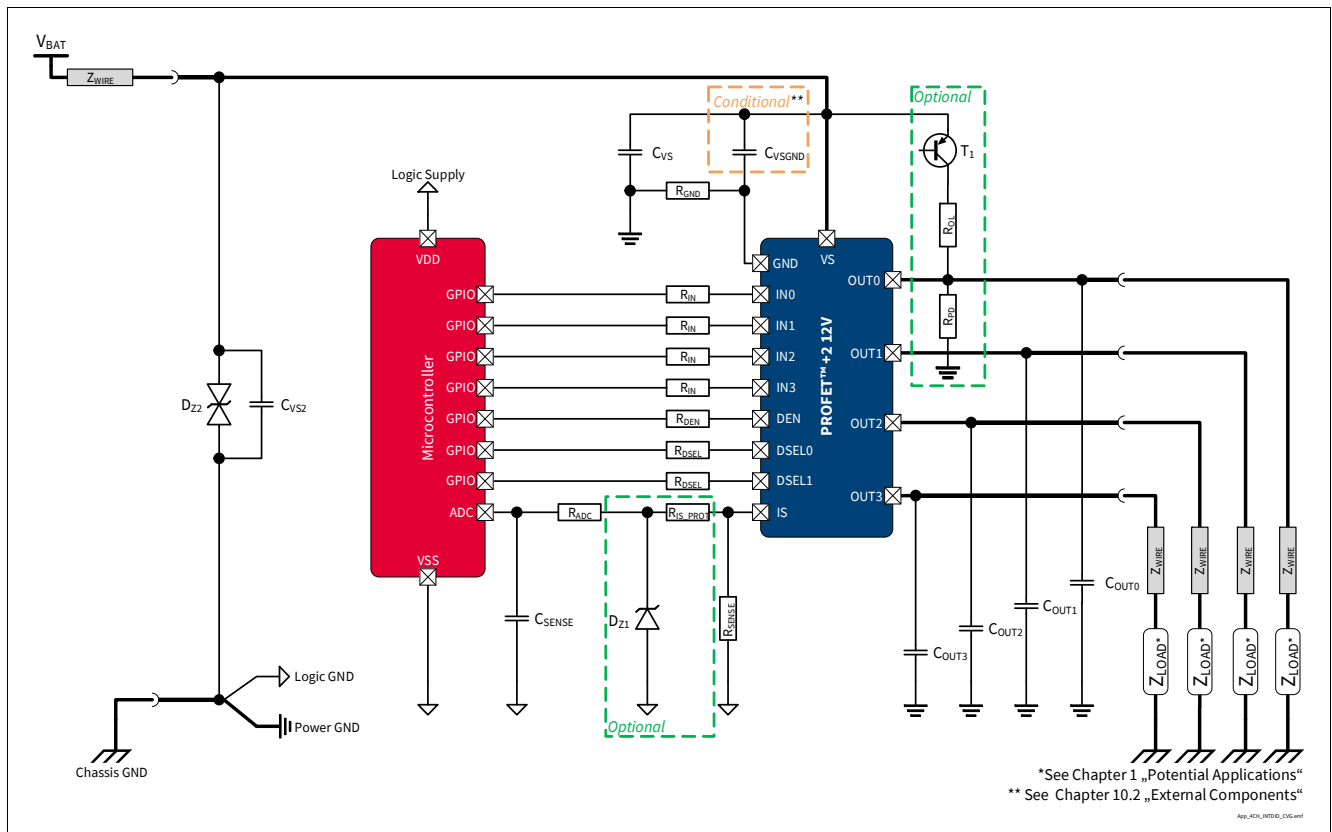 VBAT
ZWIRE
Conditional**
Optional
CVS
CVSGND
T1
Logic Supply
RGND
ROL
VDD
VS
GND
OUT0
GPIO
RIN
IN0
RPD
GPIO
RIN
IN1
OUT1
GPIO
RIN
IN2
GPIO
RIN
IN3
Microcontroller
PROFET™ +2 12V
DZ2
CVS2
GPIO
RDEN
DEN
OUT2
GPIO
RDSEL
DSEL0
GPIO
RDSEL
DSEL1
OUT3
ADC
RADC
RIS_PROT
IS
VSS
ZWIRE
ZWIRE
ZWIRE
ZWIRE
COUT0
COUT1
COUT2
COUT3
CSENSE
DZ1
RSENSE
ZLOAD*
ZLOAD*
ZLOAD*
ZLOAD*
Logic GND
Power GND
Optional
Chassis GND
*See Chapter 1 „Potential Applications“
** See Chapter 10.2 „External Components“
App_4CH_INTDIO_CVG.emf